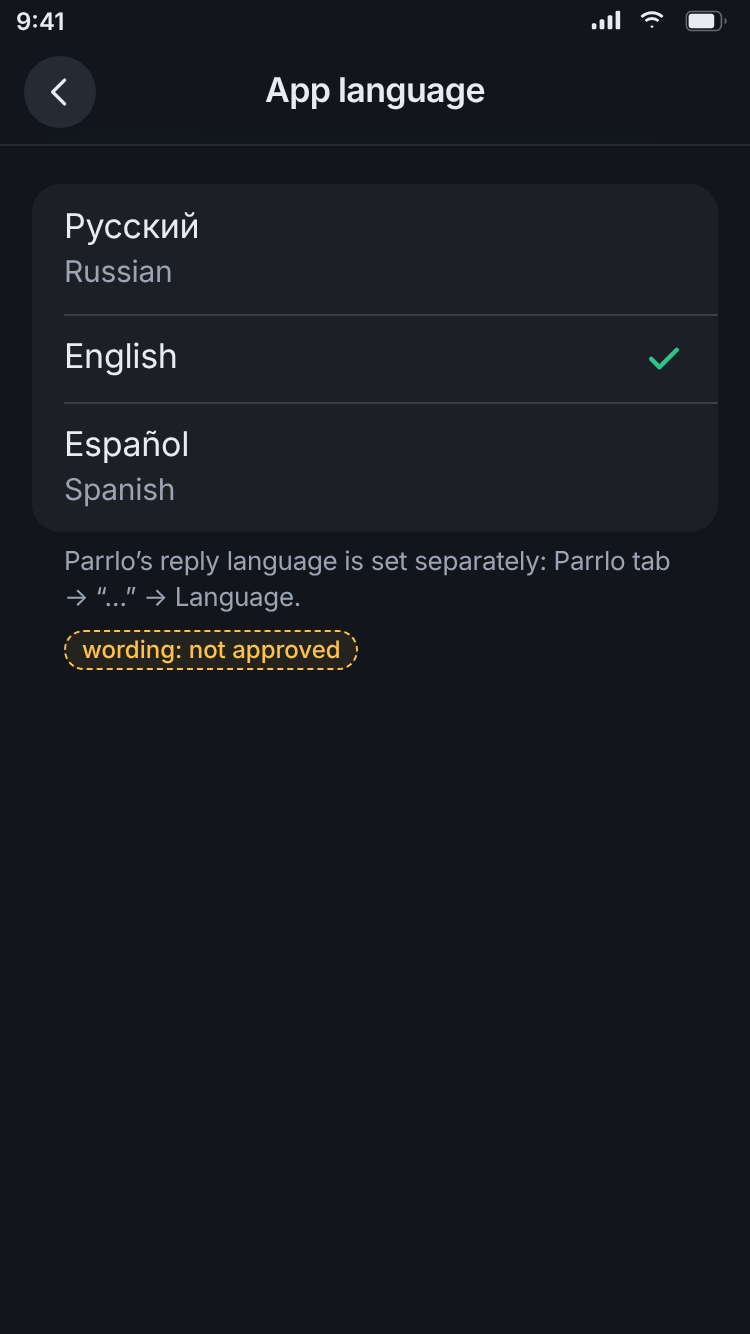 9:41
App language
Русский
Russian
English
Español
Spanish
Parrlo’s reply language is set separately: Parrlo tab
→ “…” → Language.
wording: not approved